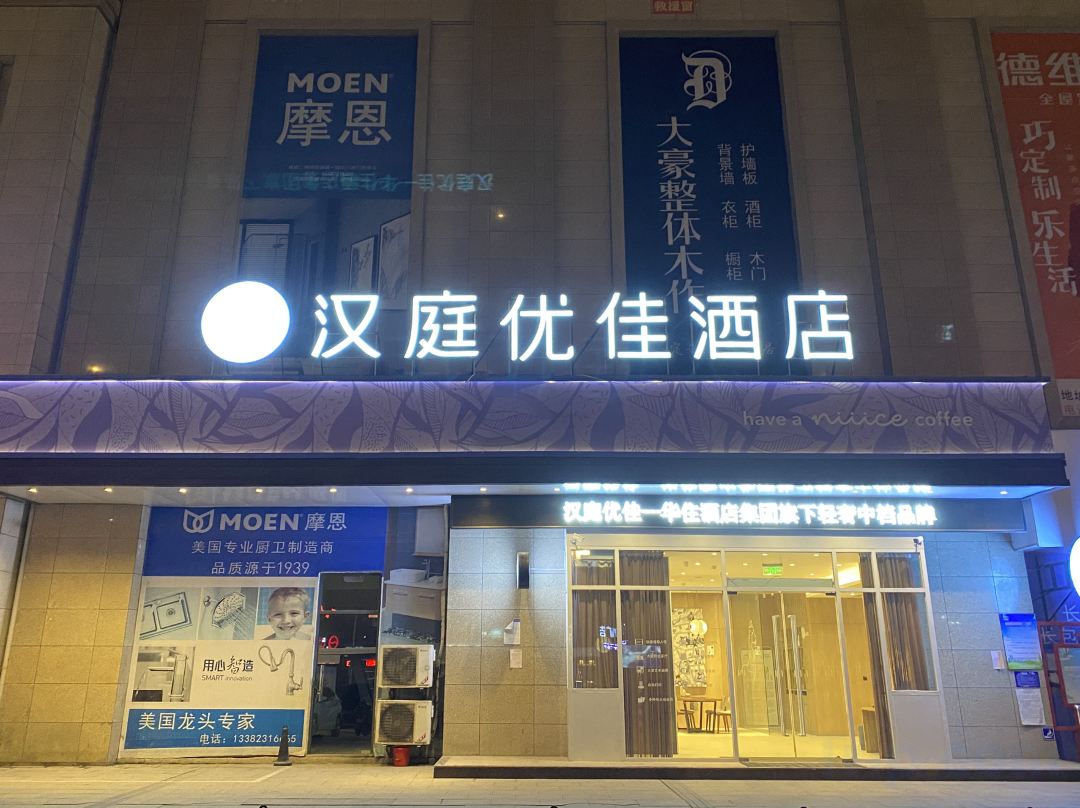 救援窗
MOEN
摩恩
D
大豪整体木作
护墙板 酒柜 木门
背景墙 衣柜 橱柜
德维
全屋
巧定制 乐生活
汉庭优佳酒店
have a niiice coffee
汉庭优佳—华住酒店集团旗下轻奢中档品牌
MOEN 摩恩
美国专业厨卫制造商
品质源于1939
用心智造
SMART innovation
美国龙头专家